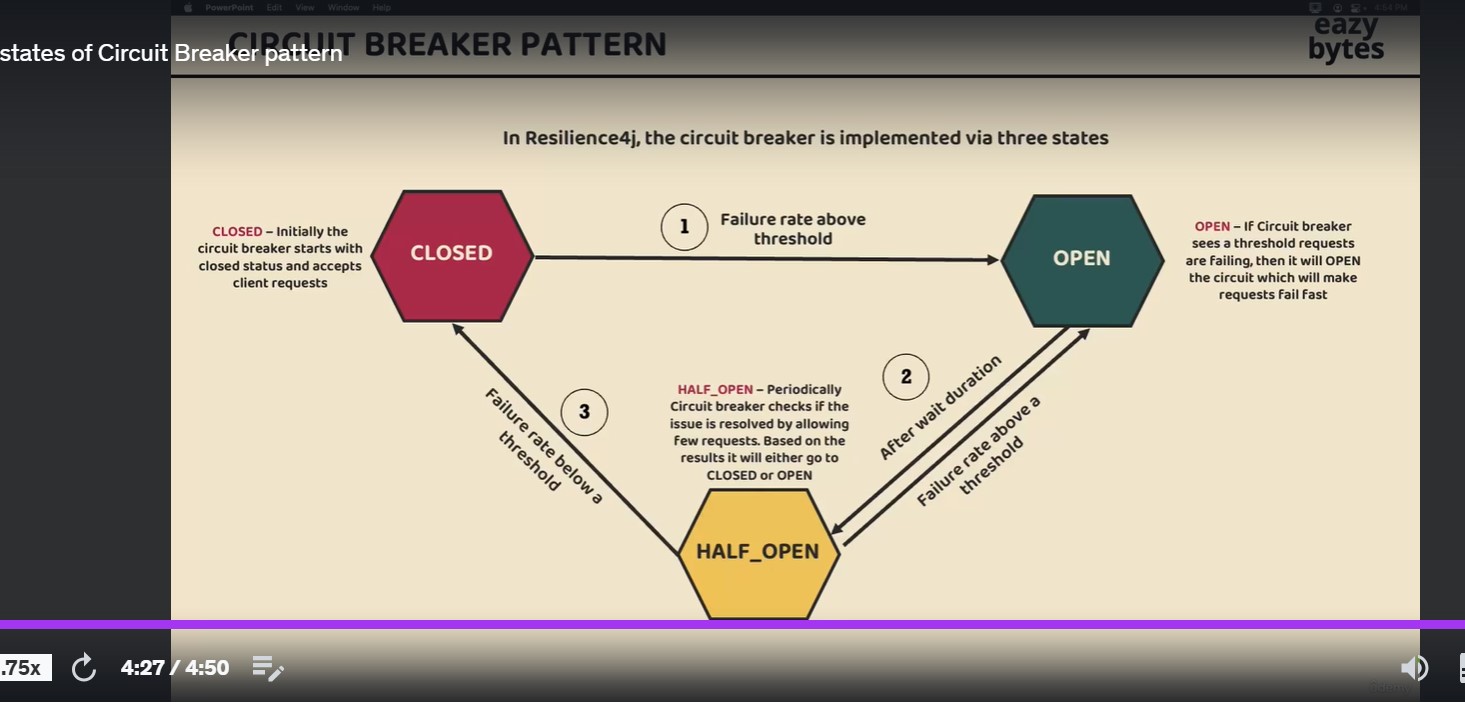 PowerPoint Edit View Window Help
8:54 PM
states of Circuit Breaker pattern
CIRCUIT BREAKER PATTERN
eazy
bytes
In Resilience4j, the circuit breaker is implemented via three states
CLOSED – Initially the
circuit breaker starts with
closed status and accepts
client requests
CLOSED
1
Failure rate above
threshold
OPEN
OPEN – If Circuit breaker
sees a threshold requests
are failing, then it will OPEN
the circuit which will make
requests fail fast
3
Failure rate below a
threshold
HALF_OPEN – Periodically
Circuit breaker checks if the
issue is resolved by allowing
few requests. Based on the
results it will either go to
CLOSED or OPEN
2
After wait duration
Failure rate above a
threshold
HALF_OPEN
.75x
4:27 / 4:50